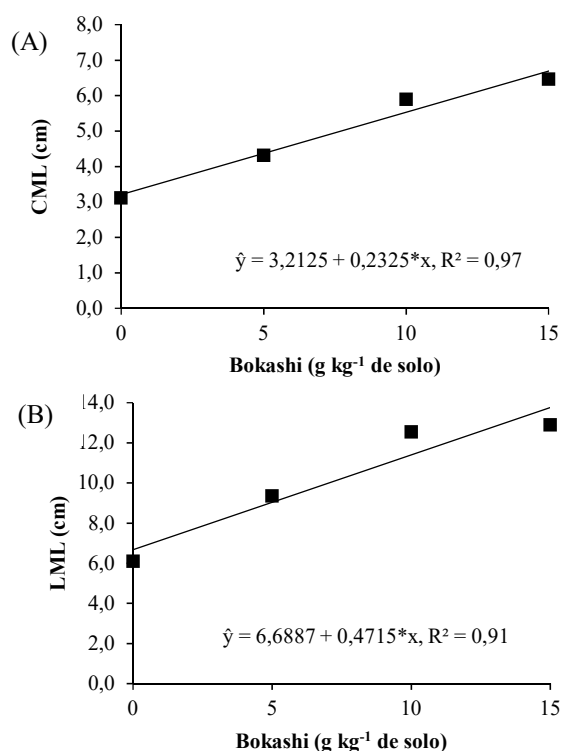 (A)
CML (cm)
8,0
7,0
6,0
5,0
4,0
3,0
2,0
1,0
0,0
ŷ = 3,2125 + 0,2325*x, R² = 0,97
0 5 10 15
Bokashi (g kg⁻¹ de solo)
(B)
LML (cm)
14,0
12,0
10,0
8,0
6,0
4,0
2,0
0,0
ŷ = 6,6887 + 0,4715*x, R² = 0,91
0 5 10 15
Bokashi (g kg⁻¹ de solo)